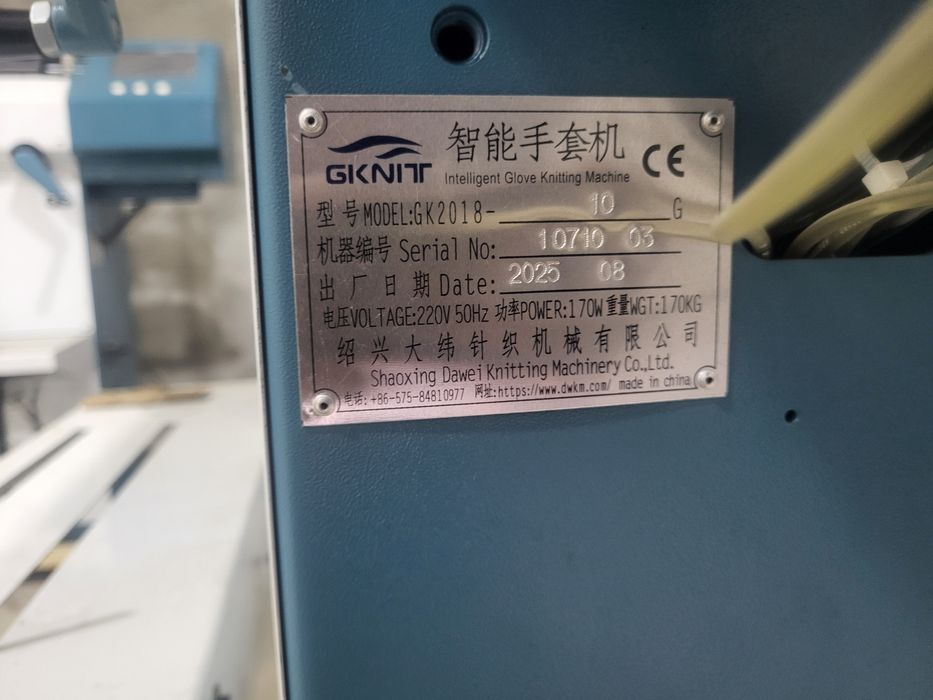 GKNIT 智能手套机 CE
Intelligent Glove Knitting Machine
型号MODEL:GK2018- 10 G
机器编号 Serial No: 10710 03
出厂日期Date: 2025 08
电压VOLTAGE:220V 50Hz 功率POWER:170W 重量WGT:170KG
绍兴大纬针织机械有限公司
Shaoxing Dawei Knitting Machinery Co.,Ltd.
电话: +86-575-84810977 网址:https://www.dwkm.com/ made in china